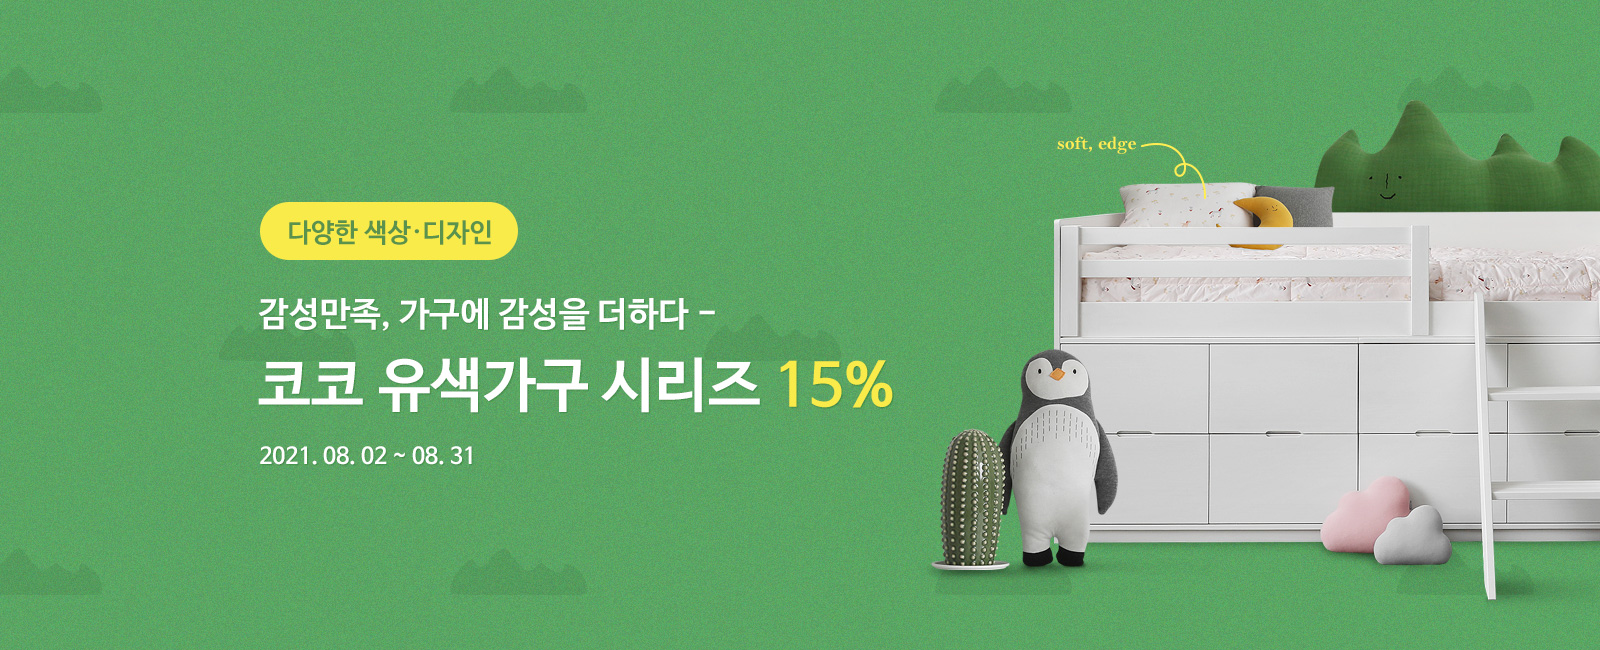 다양한 색상·디자인
감성만족, 가구에 감성을 더하다 –
코코 유색가구 시리즈 15%
2021. 08. 02 ~ 08. 31
soft, edge